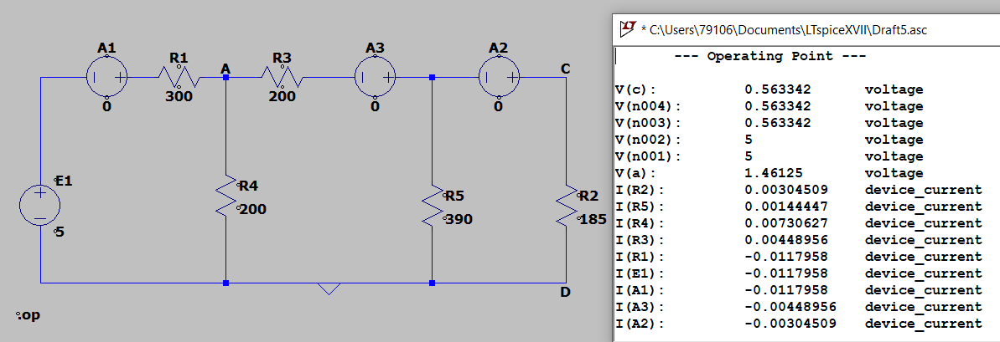 A1
R1
A
R3
A3
A2
C
300
200
0
0
0
E1
5
R4
200
R5
390
R2
185
D
.op
* C:\Users\79106\Documents\LTspiceXVII\Draft5.asc
--- Operating Point ---
V(c): 0.563342 voltage
V(n004): 0.563342 voltage
V(n003): 0.563342 voltage
V(n002): 5 voltage
V(n001): 5 voltage
V(a): 1.46125 voltage
I(R2): 0.00304509 device_current
I(R5): 0.00144447 device_current
I(R4): 0.00730627 device_current
I(R3): 0.00448956 device_current
I(R1): -0.0117958 device_current
I(E1): -0.0117958 device_current
I(A1): -0.0117958 device_current
I(A3): -0.00448956 device_current
I(A2): -0.00304509 device_current